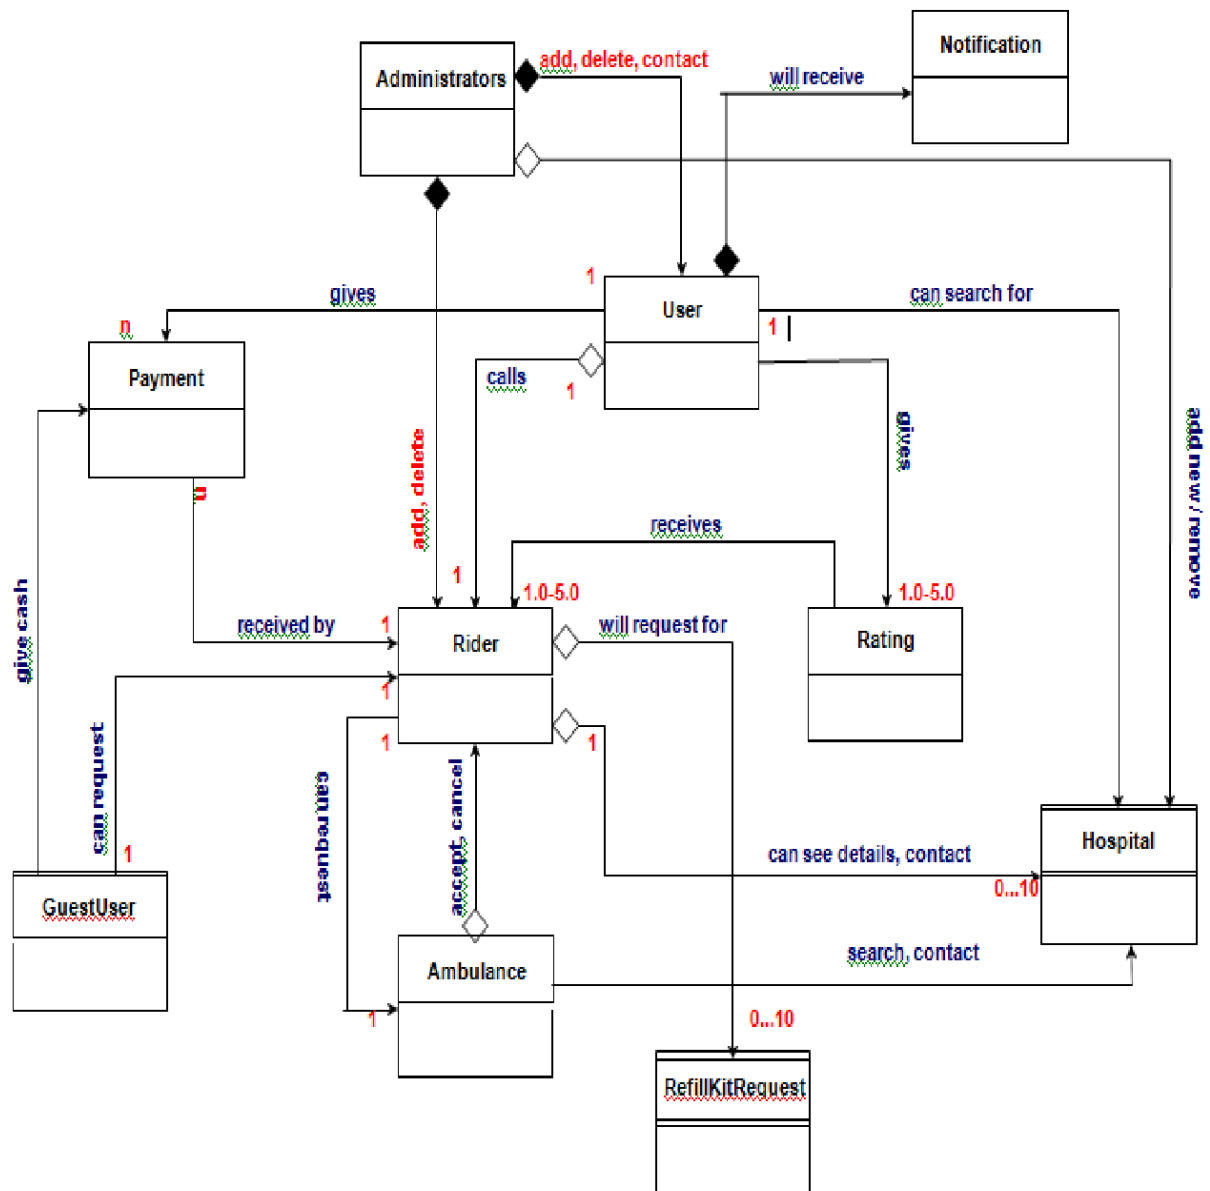 Notification
add, delete, contact
Administrators
will receive
1
gives
can search for
User
n
1
Payment
calls
1
gives
add new / remove
add, delete
n
receives
1
1.0-5.0
1.0-5.0
give cash
received by
1
will request for
Rider
Rating
1
can request
1
1
can request
accept, cancel
Hospital
1
can see details, contact
0...10
GuestUser
search, contact
Ambulance
1
0...10
RefillKitRequest